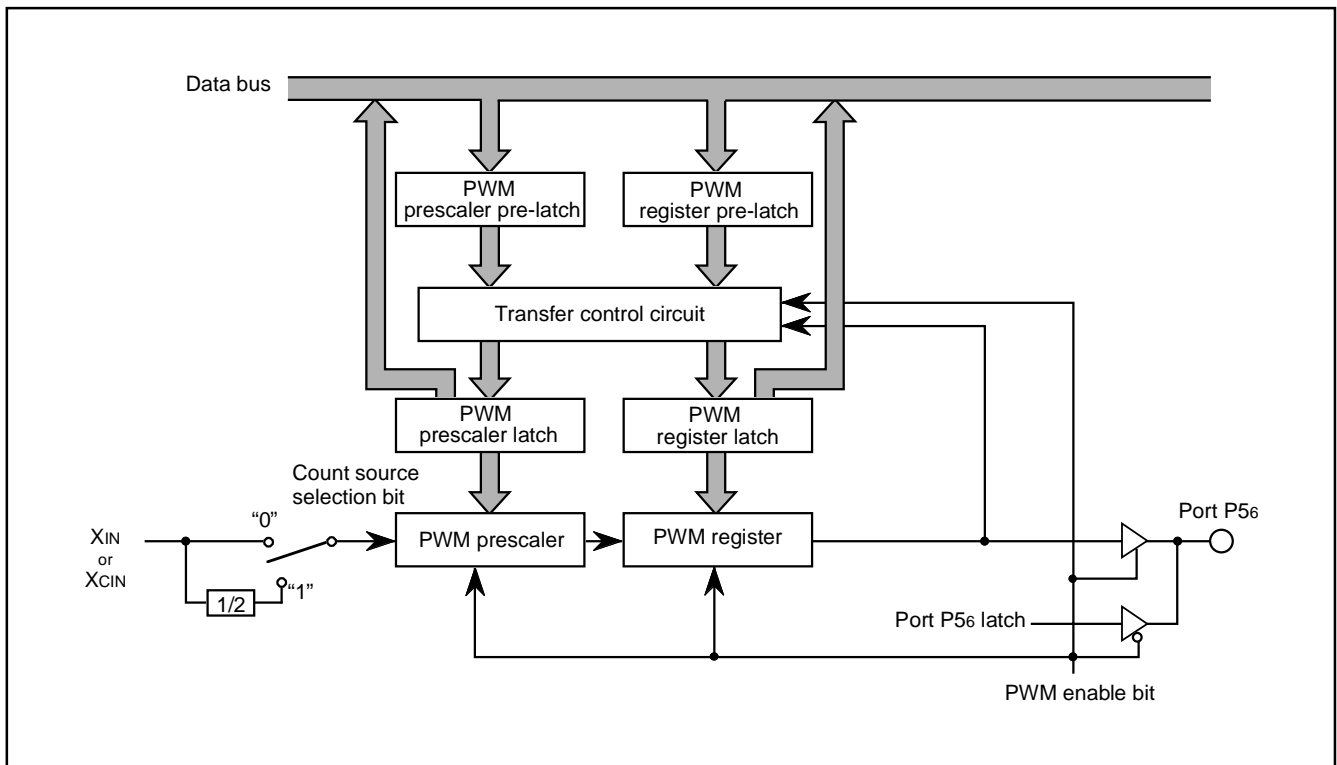 Data bus
PWM
prescaler pre-latch
PWM
register pre-latch
Transfer control circuit
PWM
prescaler latch
PWM
register latch
Count source
selection bit
“0”
XIN
or
XCIN
“1”
1/2
PWM prescaler
PWM register
Port P56
Port P56 latch
PWM enable bit